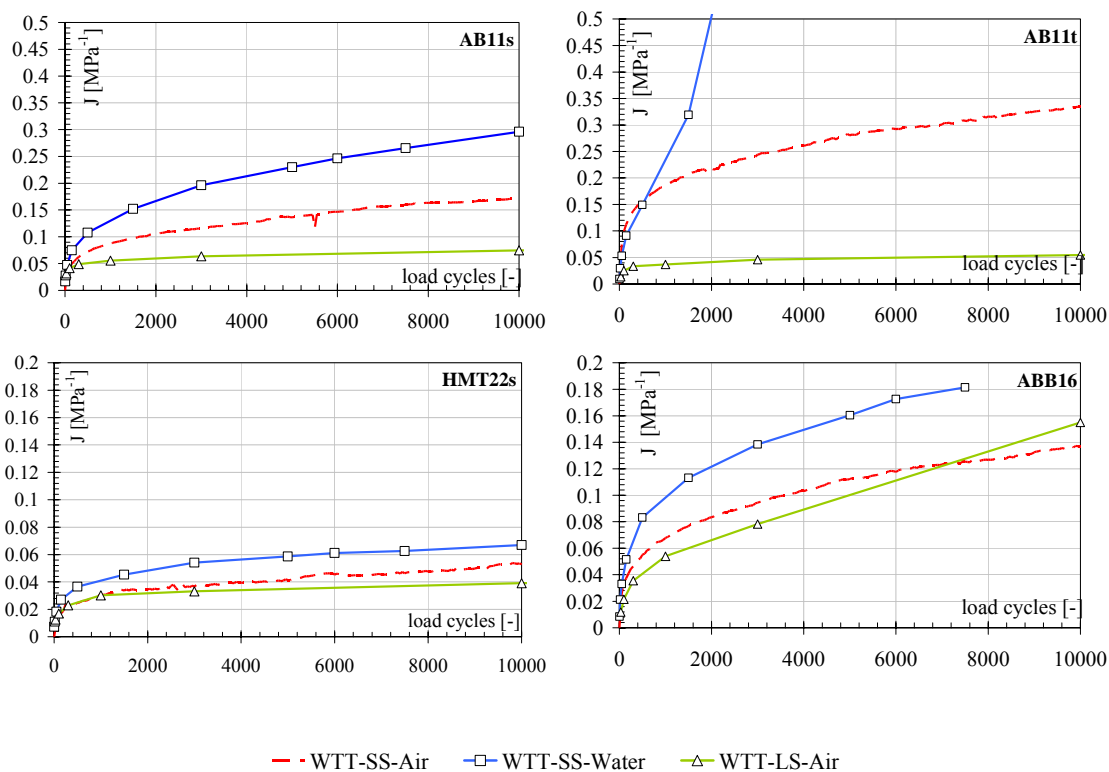 AB11s
J [MPa-1]
0.5
0.45
0.4
0.35
0.3
0.25
0.2
0.15
0.1
0.05
0
load cycles [-]
0 2000 4000 6000 8000 10000
AB11t
J [MPa-1]
0.5
0.45
0.4
0.35
0.3
0.25
0.2
0.15
0.1
0.05
0
load cycles [-]
0 2000 4000 6000 8000 10000
HMT22s
J [MPa-1]
0.2
0.18
0.16
0.14
0.12
0.1
0.08
0.06
0.04
0.02
0
load cycles [-]
0 2000 4000 6000 8000 10000
ABB16
J [MPa-1]
0.2
0.18
0.16
0.14
0.12
0.1
0.08
0.06
0.04
0.02
0
load cycles [-]
0 2000 4000 6000 8000 10000
WTT-SS-Air WTT-SS-Water WTT-LS-Air